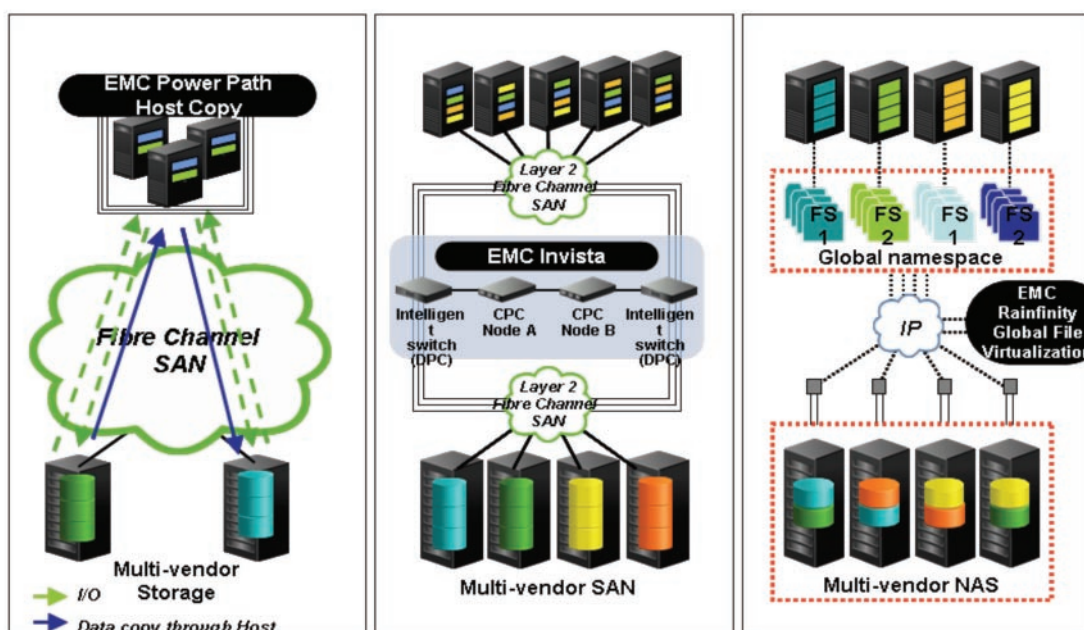 EMC Power Path
Host Copy
Fibre Channel
SAN
Multi-vendor
Storage
I/O
Data copy through Host
Layer 2
Fibre Channel
SAN
EMC Invista
Intelligen
t
switch
(DPC)
CPC
Node A
CPC
Node B
Intelligen
t
switch
(DPC)
Layer 2
Fibre Channel
SAN
Multi-vendor SAN
FS
1
FS
2
FS
1
FS
2
Global namespace
IP
EMC
Rainfinity
Global File
Virtualization
Multi-vendor NAS